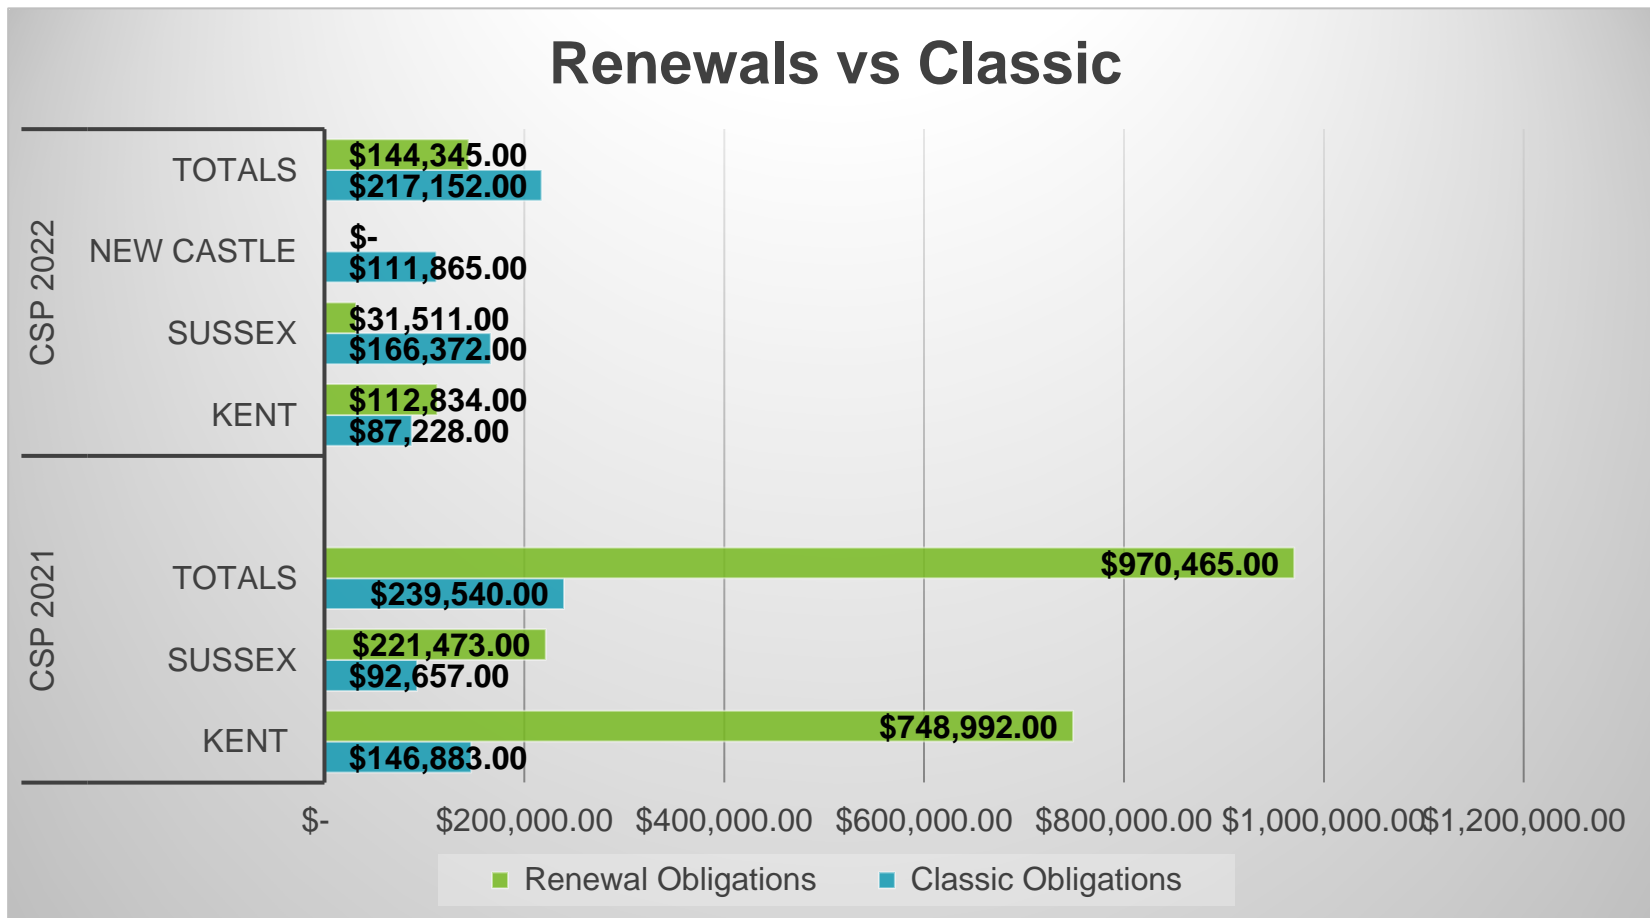 Renewals vs Classic
CSP 2022
TOTALS
$144,345.00
$217,152.00
NEW CASTLE
$-
$111,865.00
SUSSEX
$31,511.00
$166,372.00
KENT
$112,834.00
$87,228.00
CSP 2021
TOTALS
$970,465.00
$239,540.00
SUSSEX
$221,473.00
$92,657.00
KENT
$748,992.00
$146,883.00
$- $200,000.00 $400,000.00 $600,000.00 $800,000.00 $1,000,000.00 $1,200,000.00
Renewal Obligations Classic Obligations